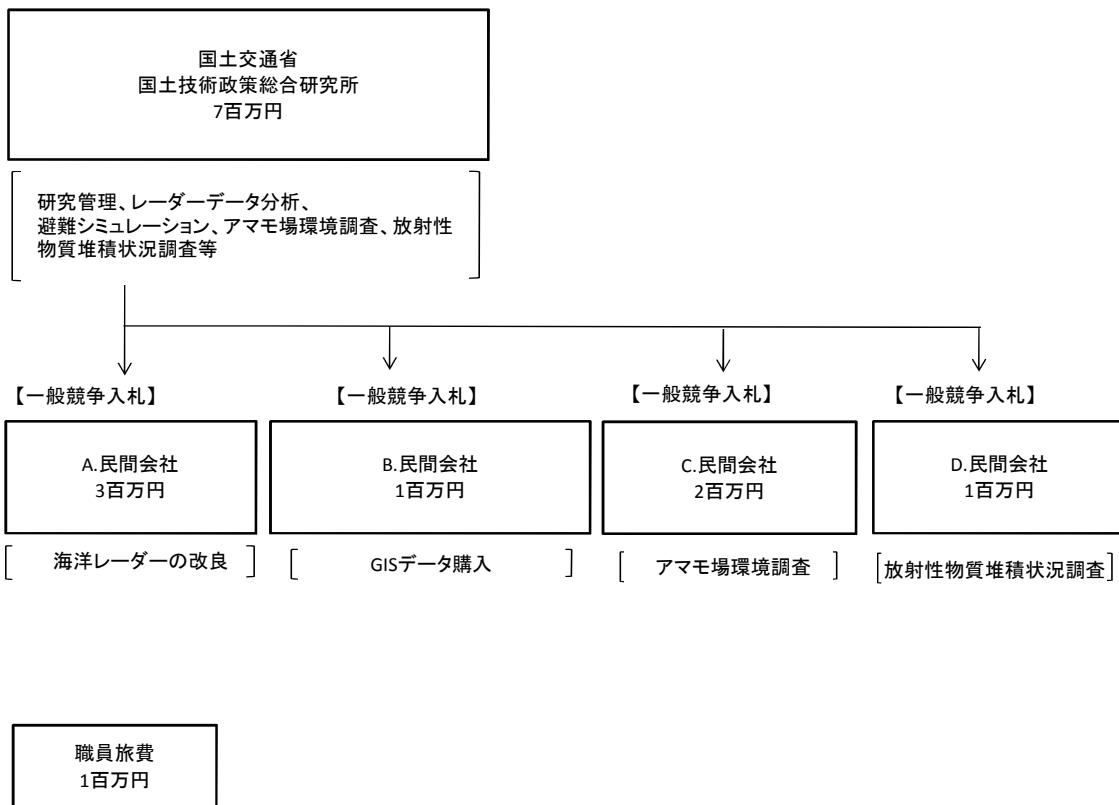 国土交通省
国土技術政策総合研究所
7百万円
研究管理、レーダーデータ分析、
避難シミュレーション、アマモ場環境調査、放射性
物質堆積状況調査等
【一般競争入札】
【一般競争入札】
【一般競争入札】
【一般競争入札】
A.民間会社
3百万円
B.民間会社
1百万円
C.民間会社
2百万円
D.民間会社
1百万円
海洋レーダーの改良
GISデータ購入
アマモ場環境調査
放射性物質堆積状況調査
職員旅費
1百万円